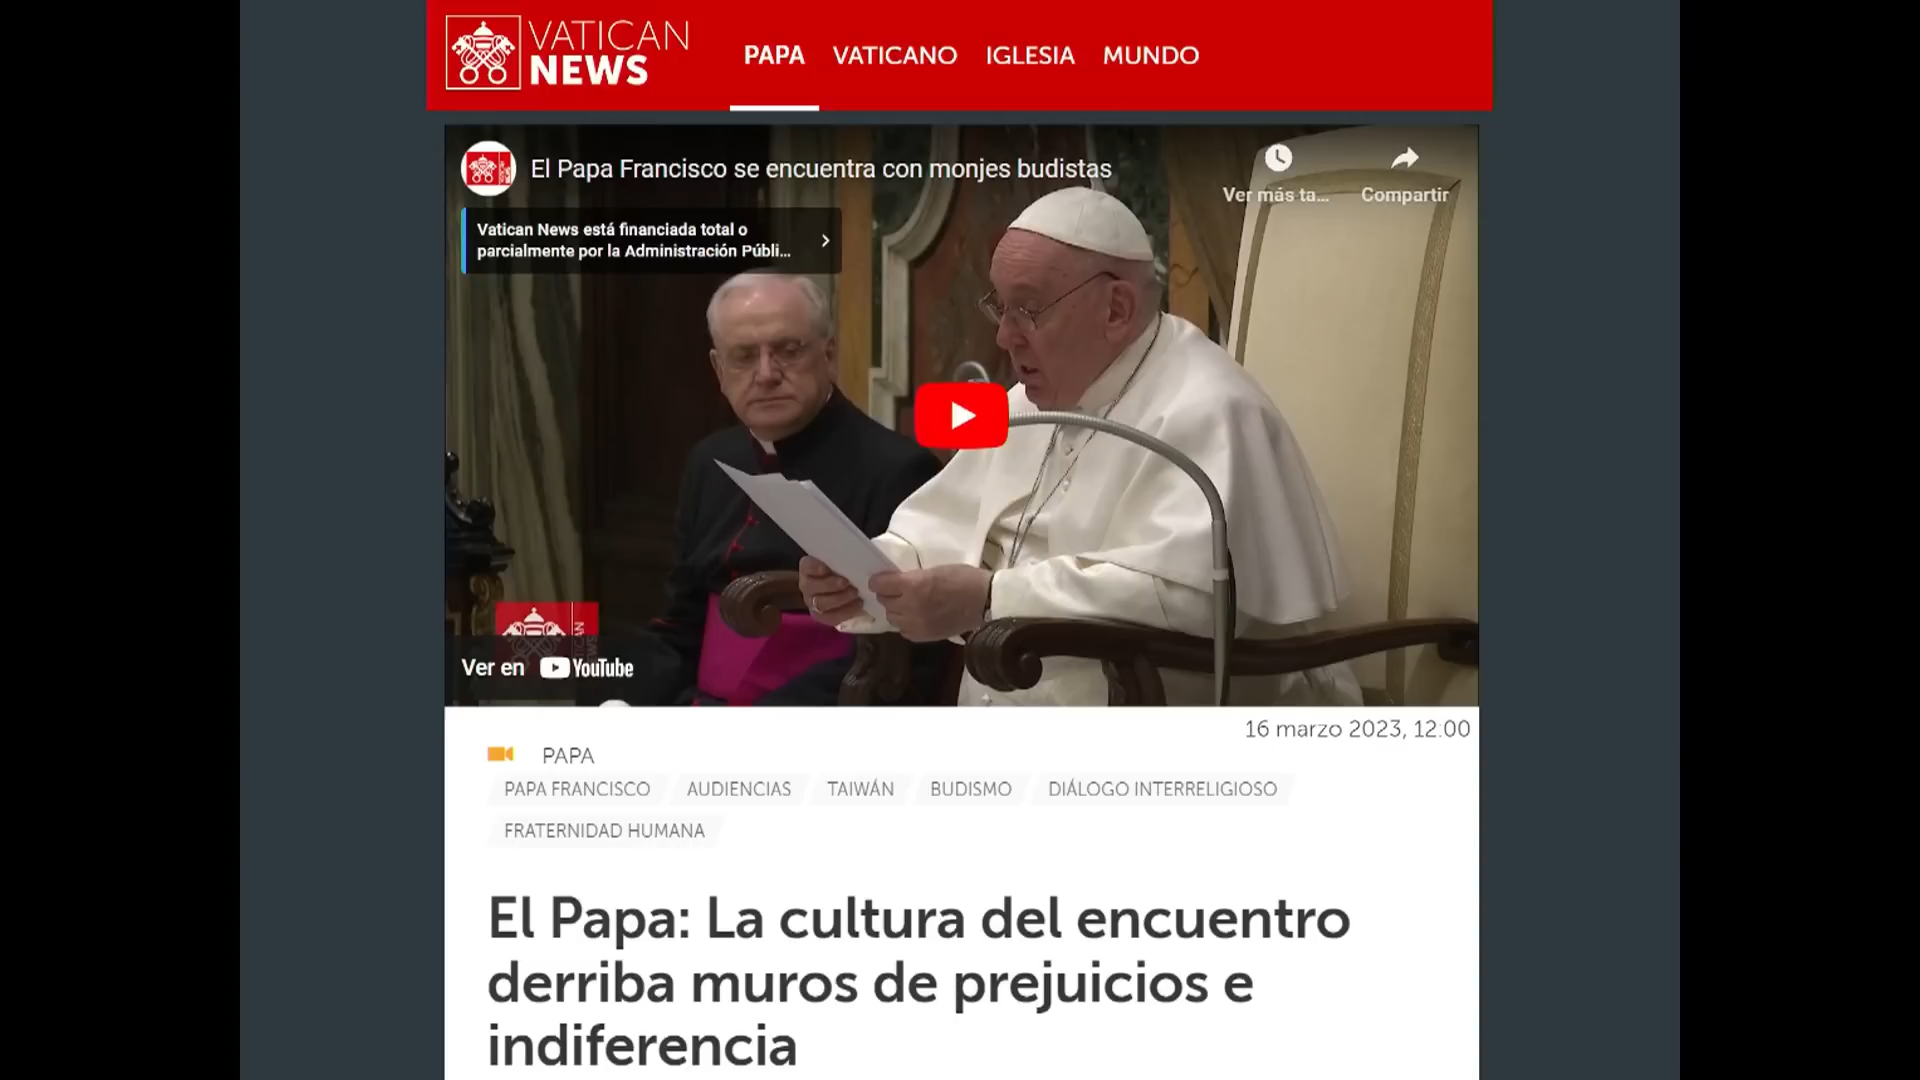 VATICAN
NEWS
PAPA VATICANO IGLESIA MUNDO
El Papa Francisco se encuentra con monjes budistas
Ver más ta... Compartir
Vatican News está financiada total o
parcialmente por la Administración Públi...
Ver en YouTube
16 marzo 2023, 12:00
PAPA
PAPA FRANCISCO AUDIENCIAS TAIWÁN BUDISMO DIÁLOGO INTERRELIGIOSO
FRATERNIDAD HUMANA
El Papa: La cultura del encuentro
derriba muros de prejuicios e
indiferencia